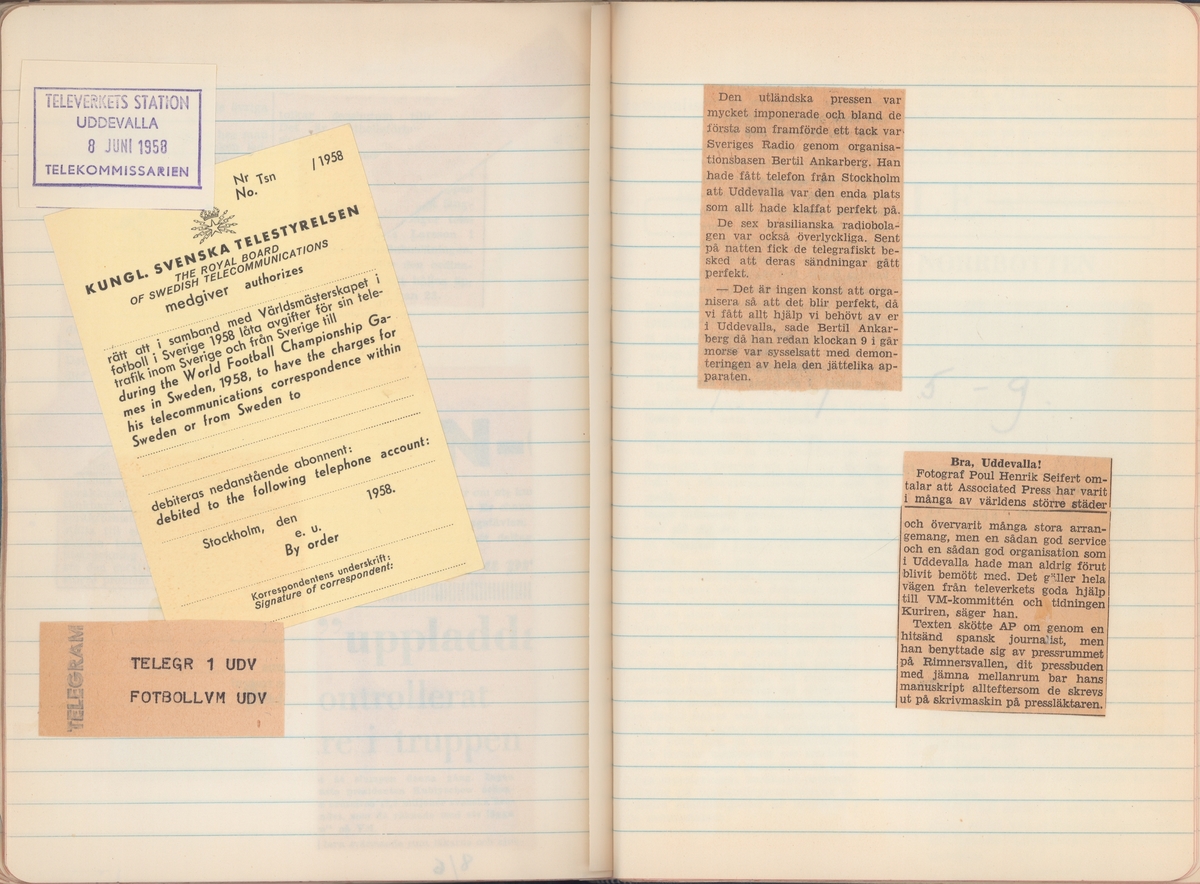 TELEVERKETS STATION
UDDEVALLA
8 JUNI 1958
TELEKOMMISSARIEN
Nr Tsn /1958
No.
KUNGL. SVENSKA TELESTYRELSEN
THE ROYAL BOARD
OF SWEDISH TELECOMMUNICATIONS
medgiver authorizes
rätt att i samband med Världsmästerskapet i
fotboll i Sverige 1958 låta avgifter för sin tele-
trafik inom Sverige och från Sverige till
during the World Football Championship Ga-
mes in Sweden, 1958, to have the charges for
his telecommunications correspondence within
Sweden or from Sweden to
debiteras nedanstående abonnent:
debited to the following telephone account:
Stockholm, den 1958.
e. u.
By order
Korrespondentens underskrift:
Signature of correspondent:
TELEGRAM
TELEGR 1 UDV
FOTBOLLVM UDV
Den utländska pressen var
mycket imponerade och bland de
första som framförde ett tack var
Sveriges Radio genom organisa-
tionsbasen Bertil Ankarberg. Han
hade fått telefon från Stockholm
att Uddevalla var den enda plats
som allt hade klaffat perfekt på.
De sex brasilianska radiobola-
gen var också överlyckliga. Sent
på natten fick de telegrafiskt be-
sked att deras sändningar gått
perfekt.
— Det är ingen konst att orga-
nisera så att det blir perfekt, då
vi fått allt hjälp vi behövt av er
i Uddevalla, sade Bertil Ankar-
berg då han redan klockan 9 i går
morse var sysselsatt med demon-
teringen av hela den jättelika ap-
paraten.
5 - 9.
Bra, Uddevalla!
Fotograf Poul Henrik Seifert om-
talar att Associated Press har varit
i många av världens större städer
och övervarit många stora arran-
gemang, men en sådan god service
och en sådan god organisation som
i Uddevalla hade man aldrig förut
blivit bemött med. Det gäller hela
vägen från televerkets goda hjälp
till VM-kommittén och tidningen
Kuriren, säger han.
Texten skötte AP om genom en
hitsänd spansk journalist, men
han benyttade sig av pressrummet
på Rimnersvallen, dit pressbuden
med jämna mellanrum bar hans
manuskript allteftersom de skrevs
ut på skrivmaskin på pressläktaren.